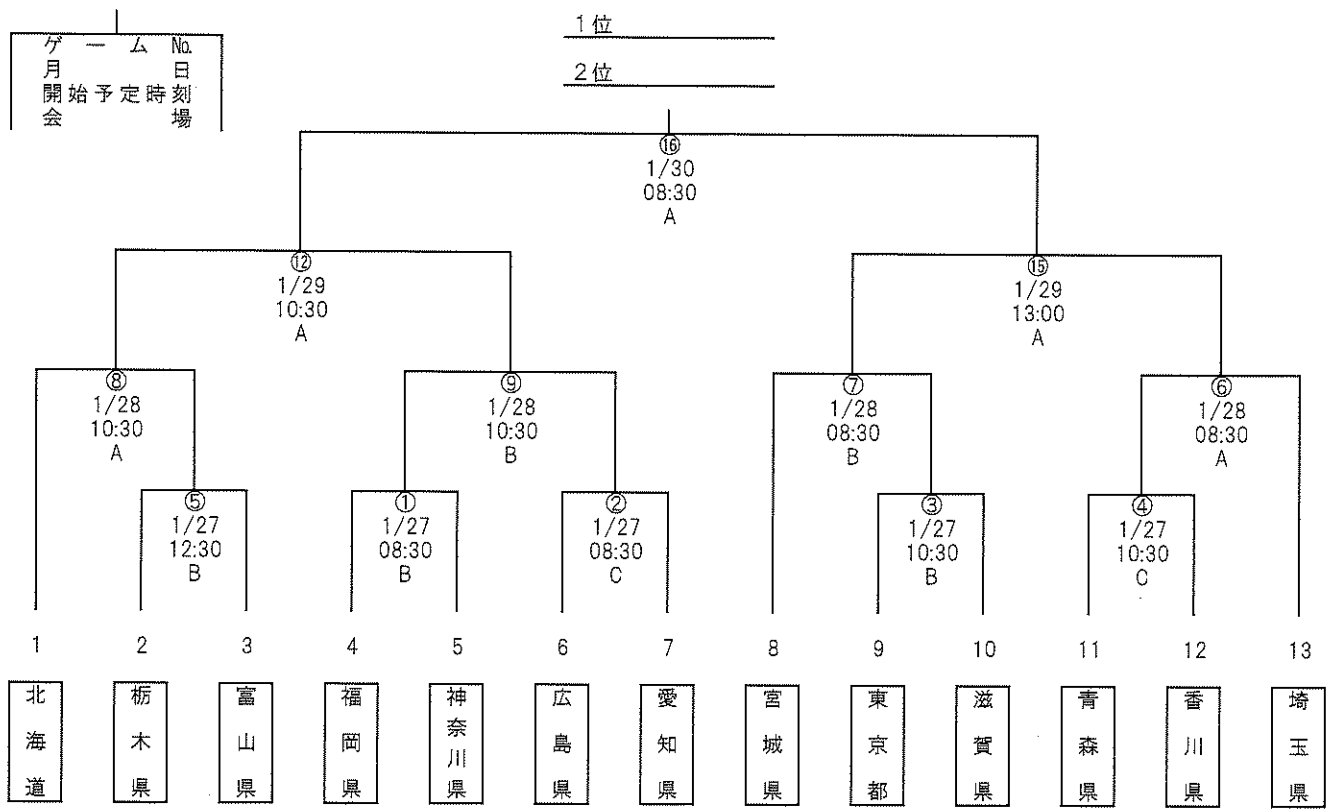 ゲームNo.
月日
開始予定時刻
会場
1位
2位
⑯
1/30
08:30
A
⑫
1/29
10:30
A
⑮
1/29
13:00
A
⑧
1/28
10:30
A
⑨
1/28
10:30
B
⑦
1/28
08:30
B
⑥
1/28
08:30
A
⑤
1/27
12:30
B
①
1/27
08:30
B
②
1/27
08:30
C
③
1/27
10:30
B
④
1/27
10:30
C
1 2 3 4 5 6 7 8 9 10 11 12 13
北海道
栃木県
富山県
福岡県
神奈川県
広島県
愛知県
宮城県
東京都
滋賀県
青森県
香川県
埼玉県